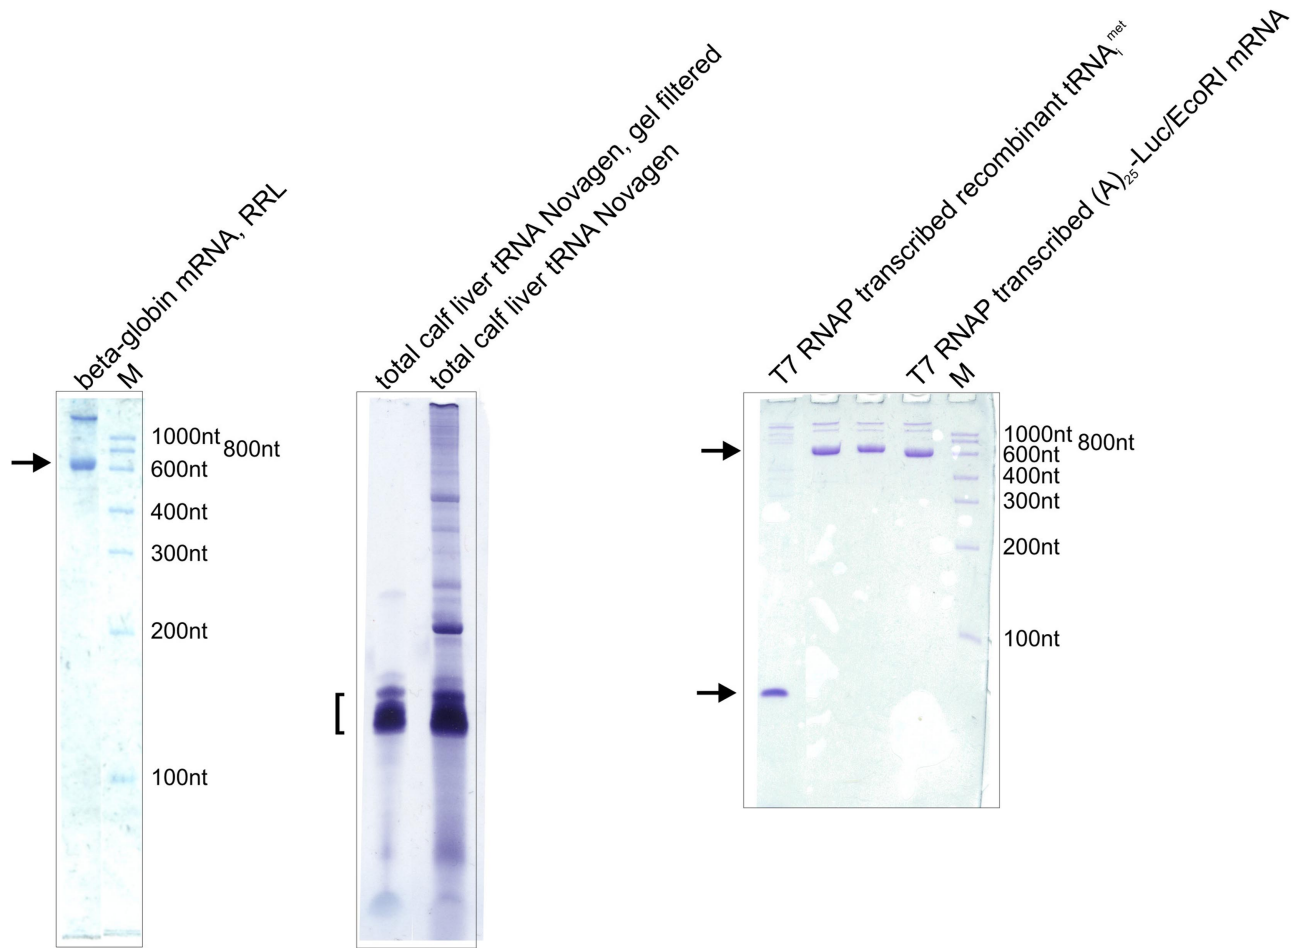 beta-globin mRNA, RRL
M
1000nt
800nt
600nt
400nt
300nt
200nt
100nt
total calf liver tRNA Novagen, gel filtered
total calf liver tRNA Novagen
[
T7 RNAP transcribed recombinant tRNAᵢᵐᵉᵗ
T7 RNAP transcribed (A)₂₅-Luc/EcoRI mRNA
M
1000nt
800nt
600nt
400nt
300nt
200nt
100nt